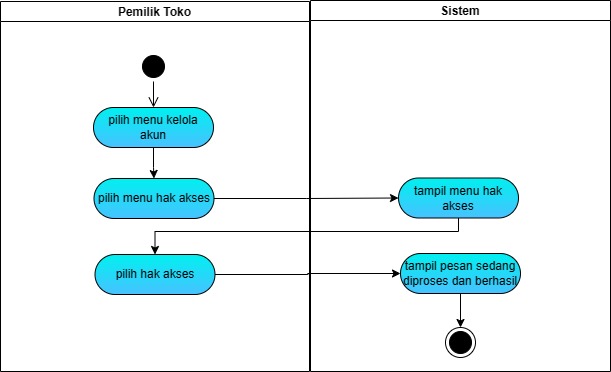 Pemilik Toko
Sistem
pilih menu kelola
akun
pilih menu hak akses
tampil menu hak
akses
pilih hak akses
tampil pesan sedang
diproses dan berhasil